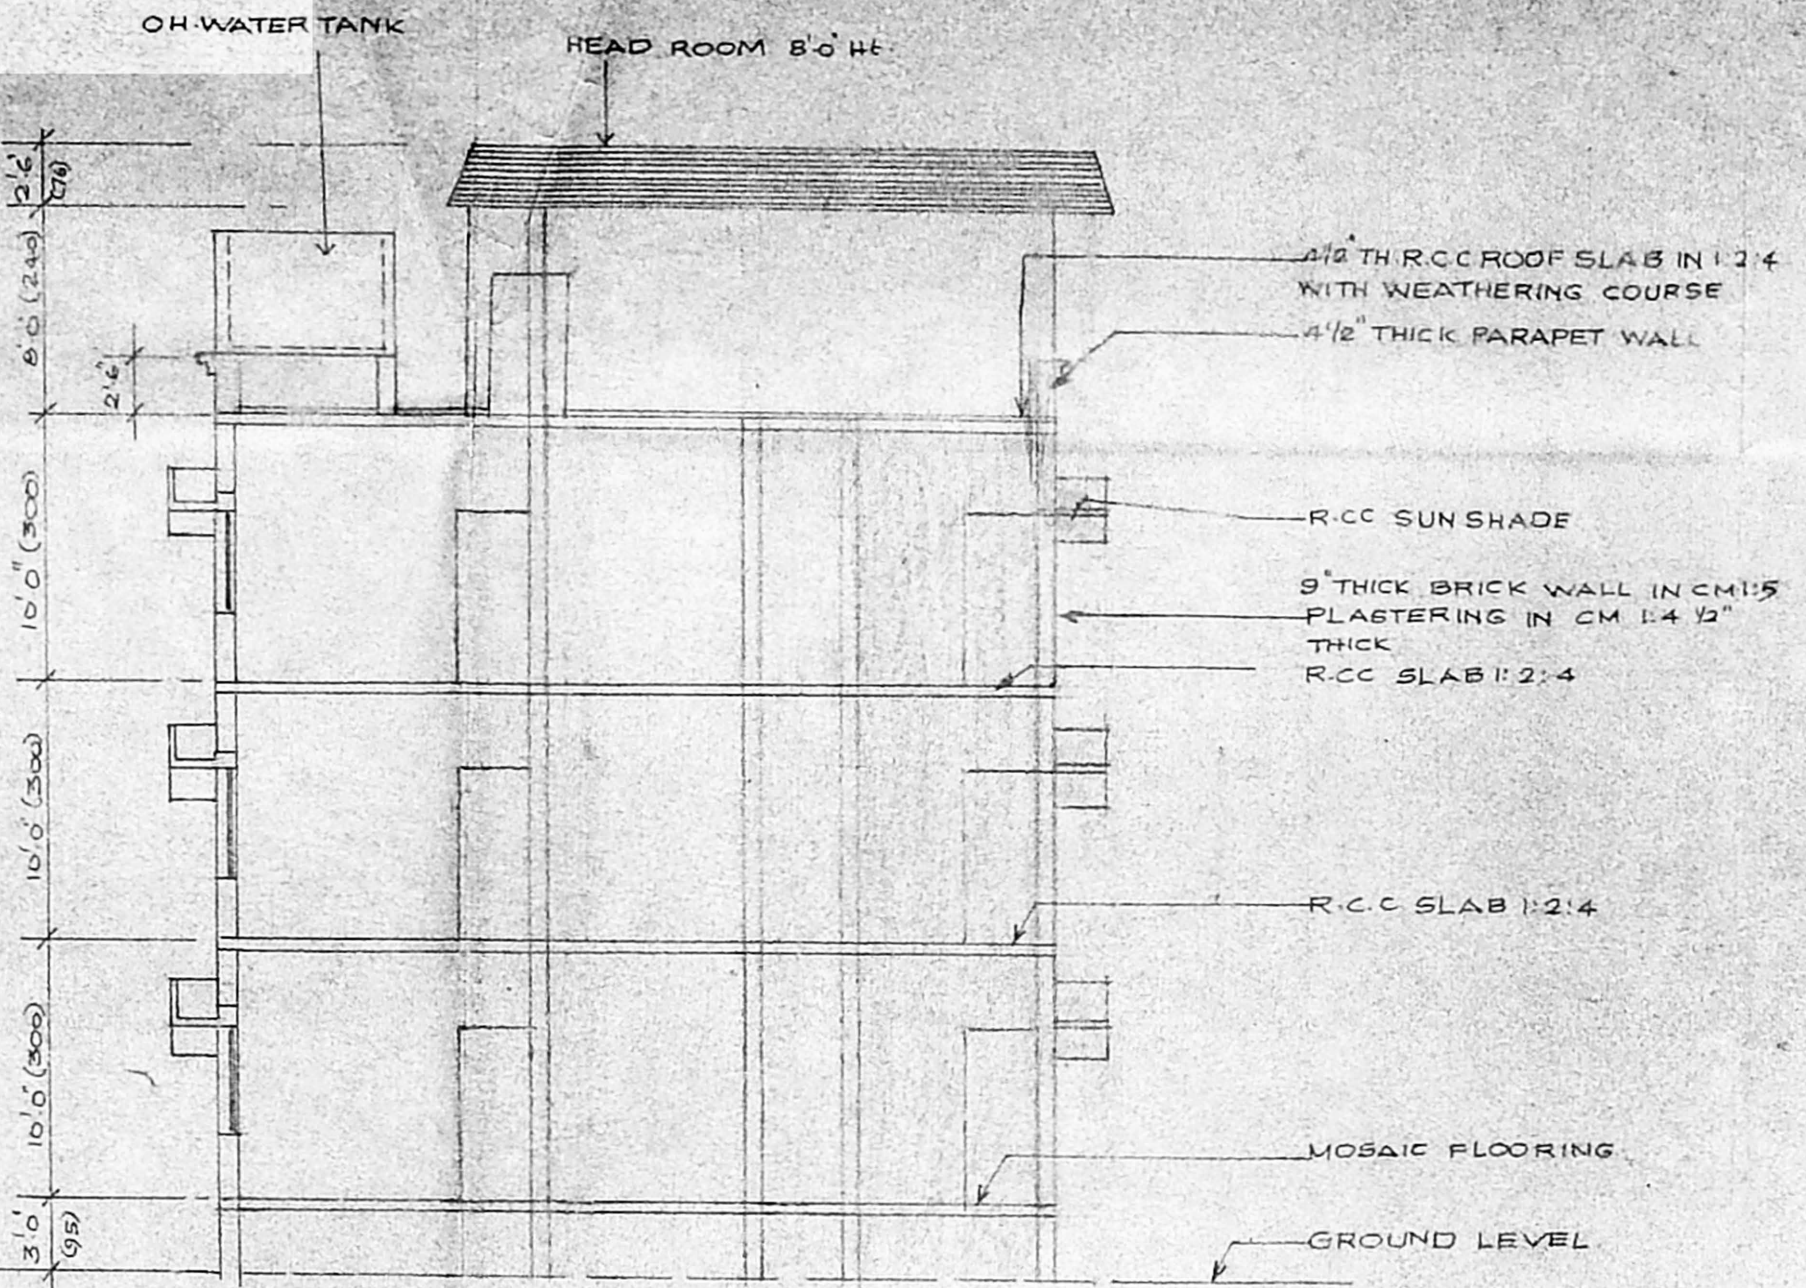 OH.WATER TANK
HEAD ROOM 8'0" Ht.
2'6"
(76)
8'0" (240)
2'6"
10'0" (300)
10'0" (300)
10'0" (300)
3'0"
(95)
4½" TH.R.C.C ROOF SLAB IN 1:2:4
WITH WEATHERING COURSE
4½" THICK PARAPET WALL
R.CC SUN SHADE
9" THICK BRICK WALL IN CM 1:5
PLASTERING IN CM 1:4 ½"
THICK
R.CC SLAB 1:2:4
R.C.C SLAB 1:2:4
MOSAIC FLOORING
GROUND LEVEL